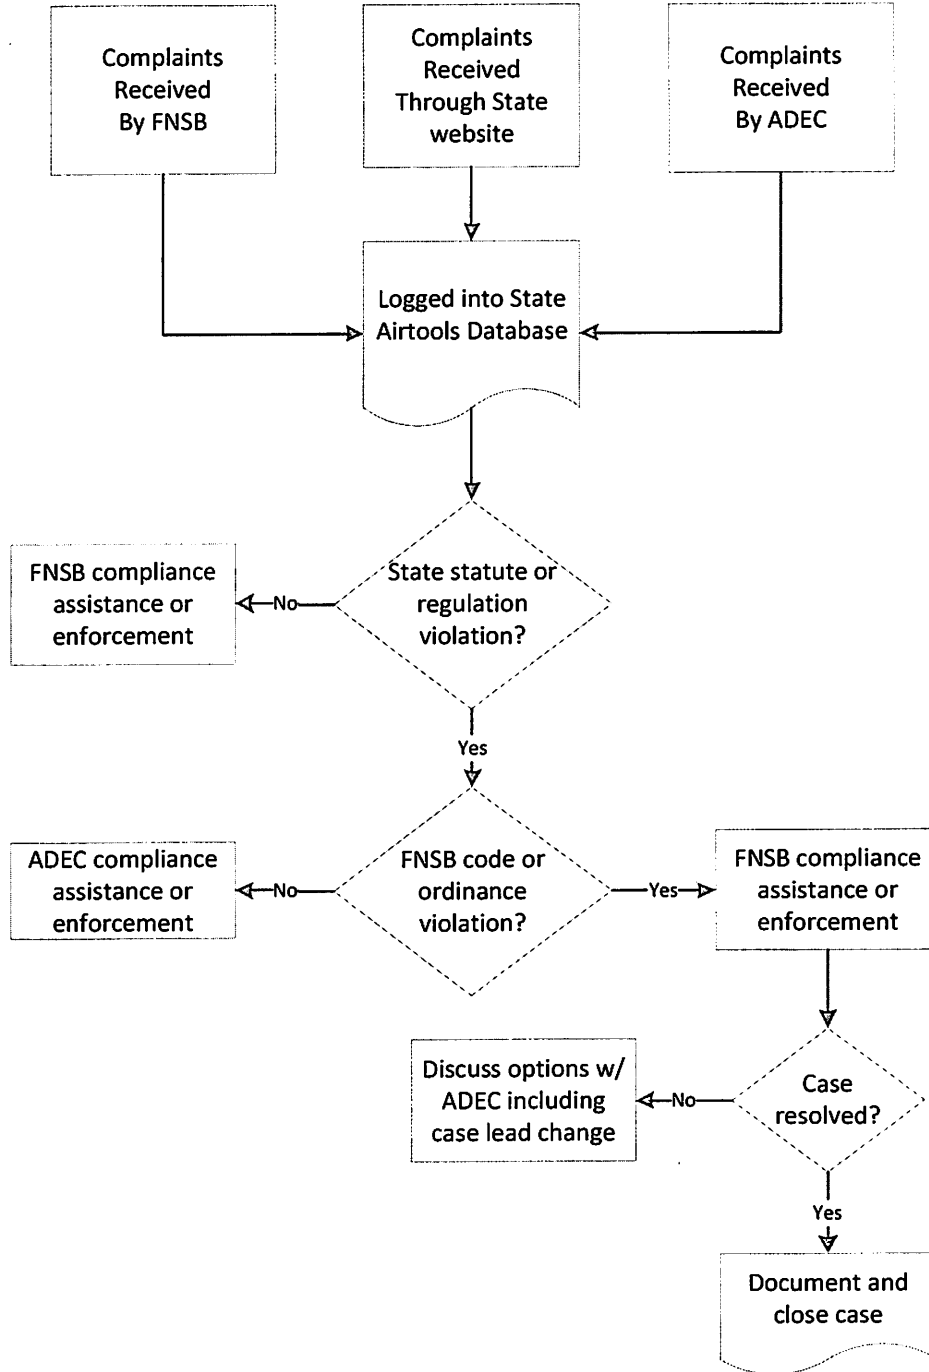 Complaints
Received
By FNSB
Complaints
Received
Through State
website
Complaints
Received
By ADEC
Logged into State
Airtools Database
State statute or
regulation
violation?
No
FNSB compliance
assistance or
enforcement
Yes
FNSB code or
ordinance
violation?
No
ADEC compliance
assistance or
enforcement
Yes
FNSB compliance
assistance or
enforcement
Case
resolved?
No
Discuss options w/
ADEC including
case lead change
Yes
Document and
close case